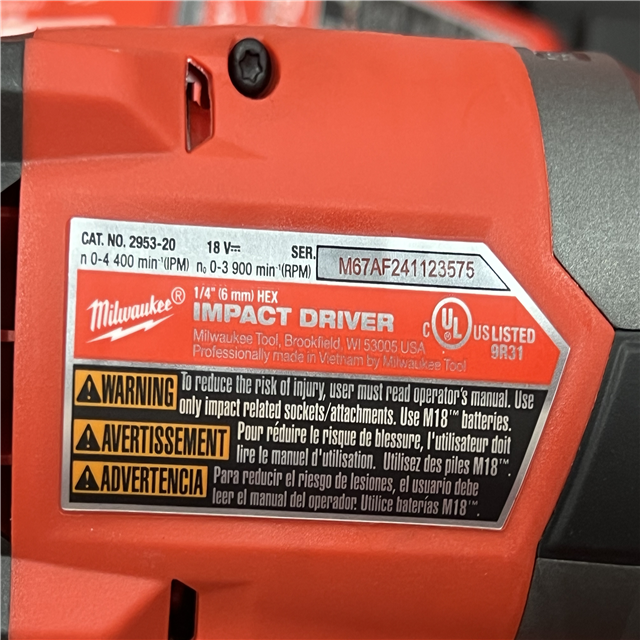 CAT. NO. 2953-20 18 V⎓ SER. M67AF241123575
n 0-4 400 min⁻¹(IPM) n₀ 0-3 900 min⁻¹(RPM)
Milwaukee®
1/4" (6 mm) HEX
IMPACT DRIVER
Milwaukee Tool, Brookfield, WI 53005 USA
Professionally made in Vietnam by Milwaukee Tool
C UL® US LISTED
9R31
WARNING To reduce the risk of injury, user must read operator's manual. Use
only impact related sockets/attachments. Use M18™ batteries.
AVERTISSEMENT Pour réduire le risque de blessure, l'utilisateur doit
lire le manuel d'utilisation. Utilisez des piles M18™.
ADVERTENCIA Para reducir el riesgo de lesiones, el usuario debe
leer el manual del operador. Utilice baterías M18™.